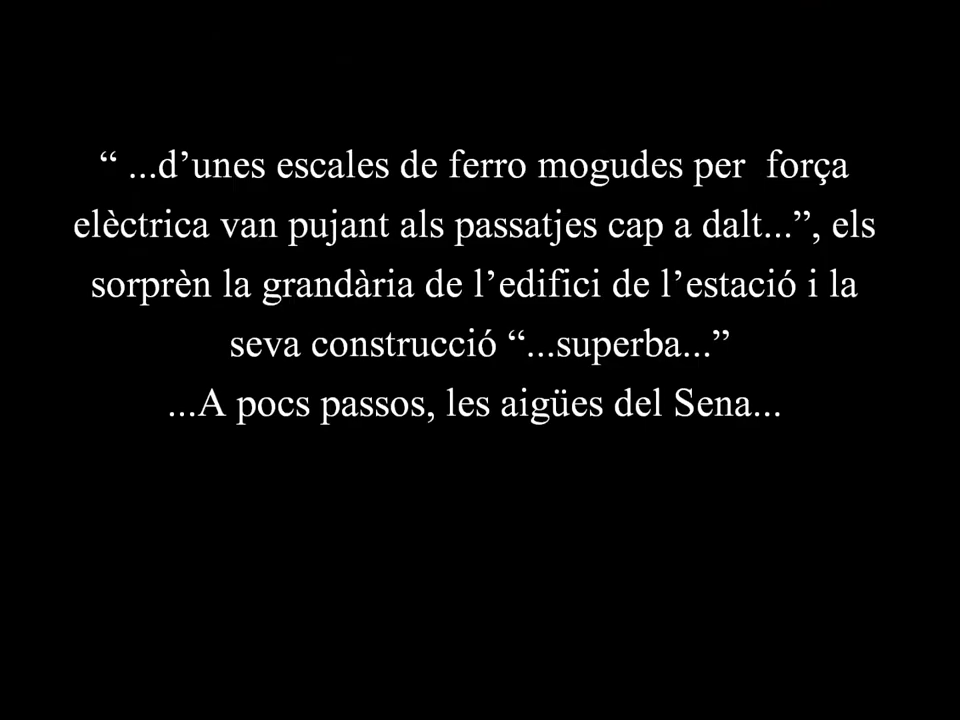 “ ...d’unes escales de ferro mogudes per  força
elèctrica van pujant als passatjes cap a dalt...”, els
sorprèn la grandària de l’edifici de l’estació i la
seva construcció “...superba...”
...A pocs passos, les aigües del Sena...